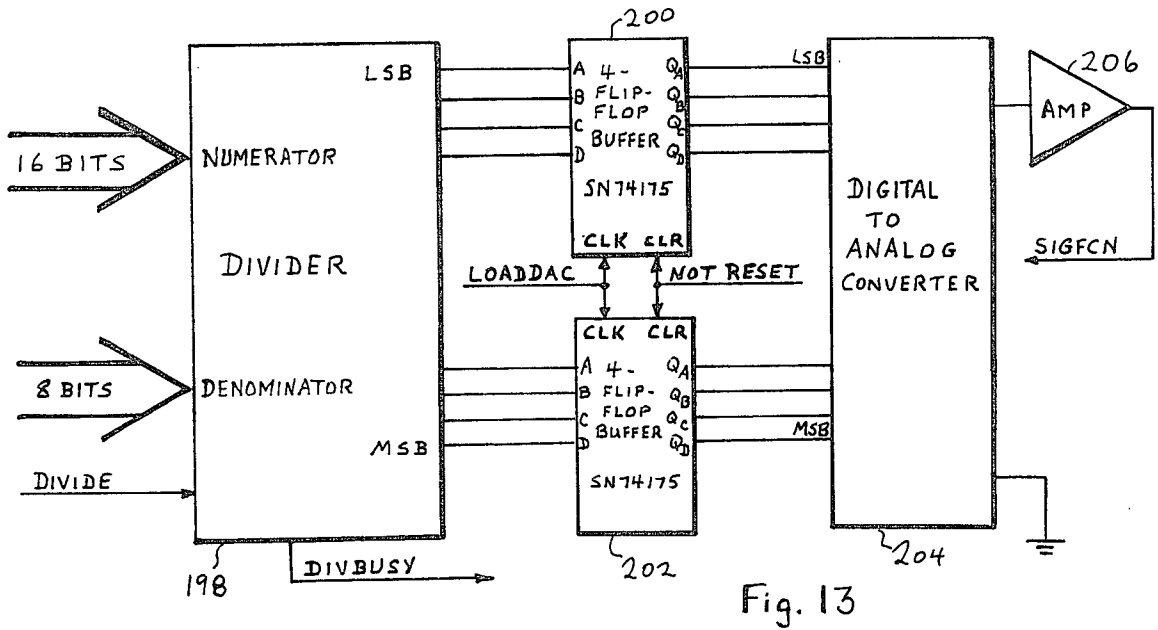 200
LSB
A 4- QA
B FLIP- QB
C FLOP QC
D BUFFER QD
SN74175
CLK CLR
LSB
206
AMP
16 BITS
NUMERATOR
DIVIDER
DIGITAL
TO
ANALOG
CONVERTER
SIGFCN
LOADDAC
NOT RESET
CLK CLR
8 BITS
DENOMINATOR
A 4- QA
B FLIP- QB
C FLOP QC
D BUFFER QD
MSB
MSB
SN74175
DIVIDE
198
DIVBUSY
202
204
Fig. 13